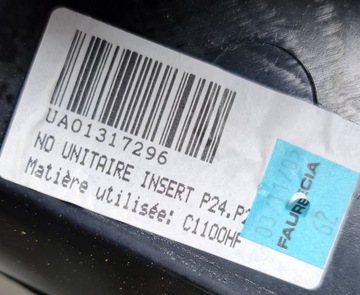 UA01317296
NO UNITAIRE INSERT P24.P2
Matière utilisée: C1100HF
FAURECIA